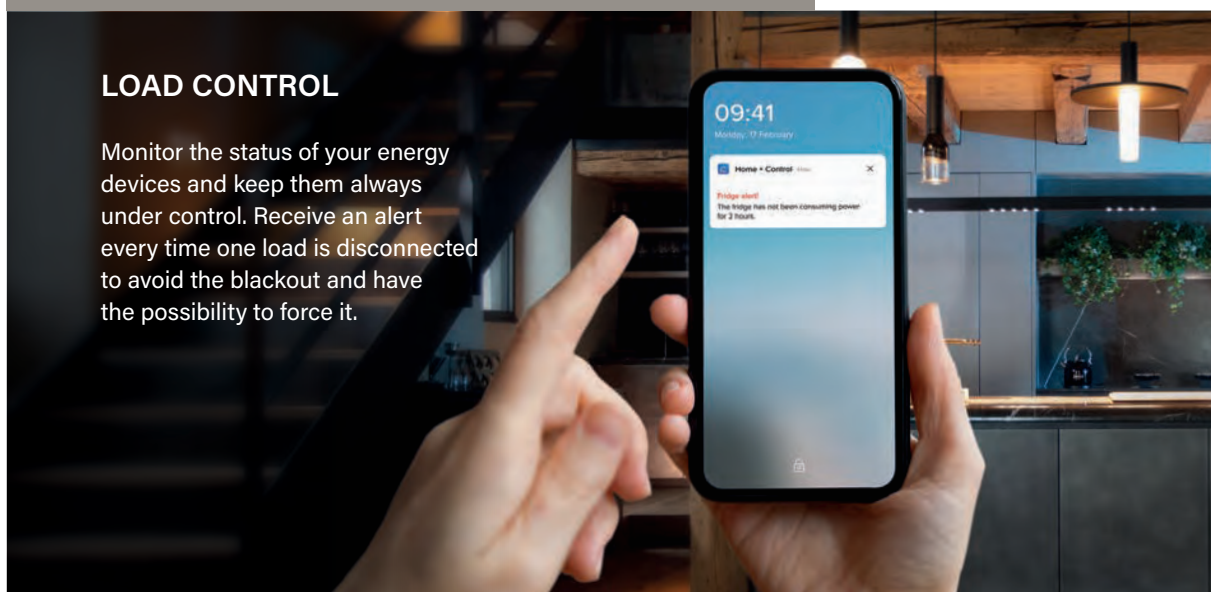 LOAD CONTROL
Monitor the status of your energy
devices and keep them always
under control. Receive an alert
every time one load is disconnected
to avoid the blackout and have
the possibility to force it.
09:41
Monday, 17 February
Home + Control
Fridge alert!
The fridge has not been consuming power
for 2 hours.